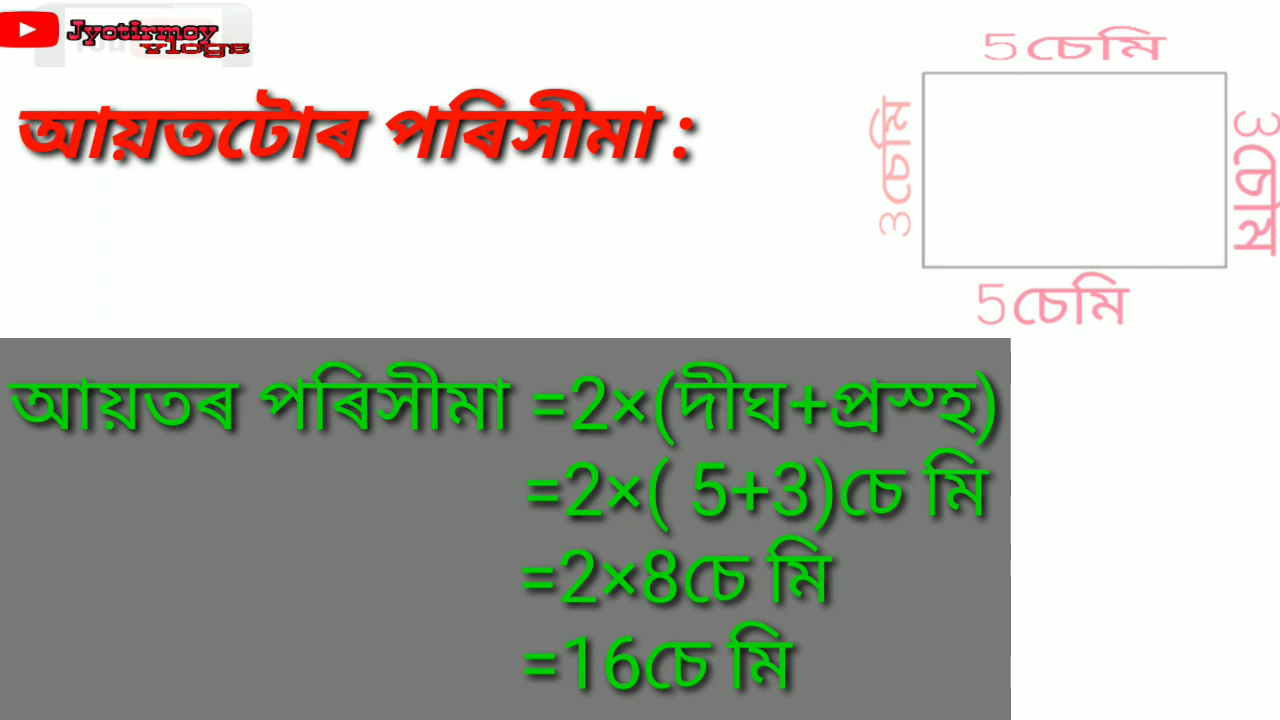 Jyotirmoy
vlogs
আয়তটোৰ পৰিসীমা :
5চেমি
3চেমি
3চেমি
5চেমি
আয়তৰ পৰিসীমা =2×(দীঘ+প্ৰস্হ)
=2×( 5+3)চে মি
=2×8চে মি
=16চে মি